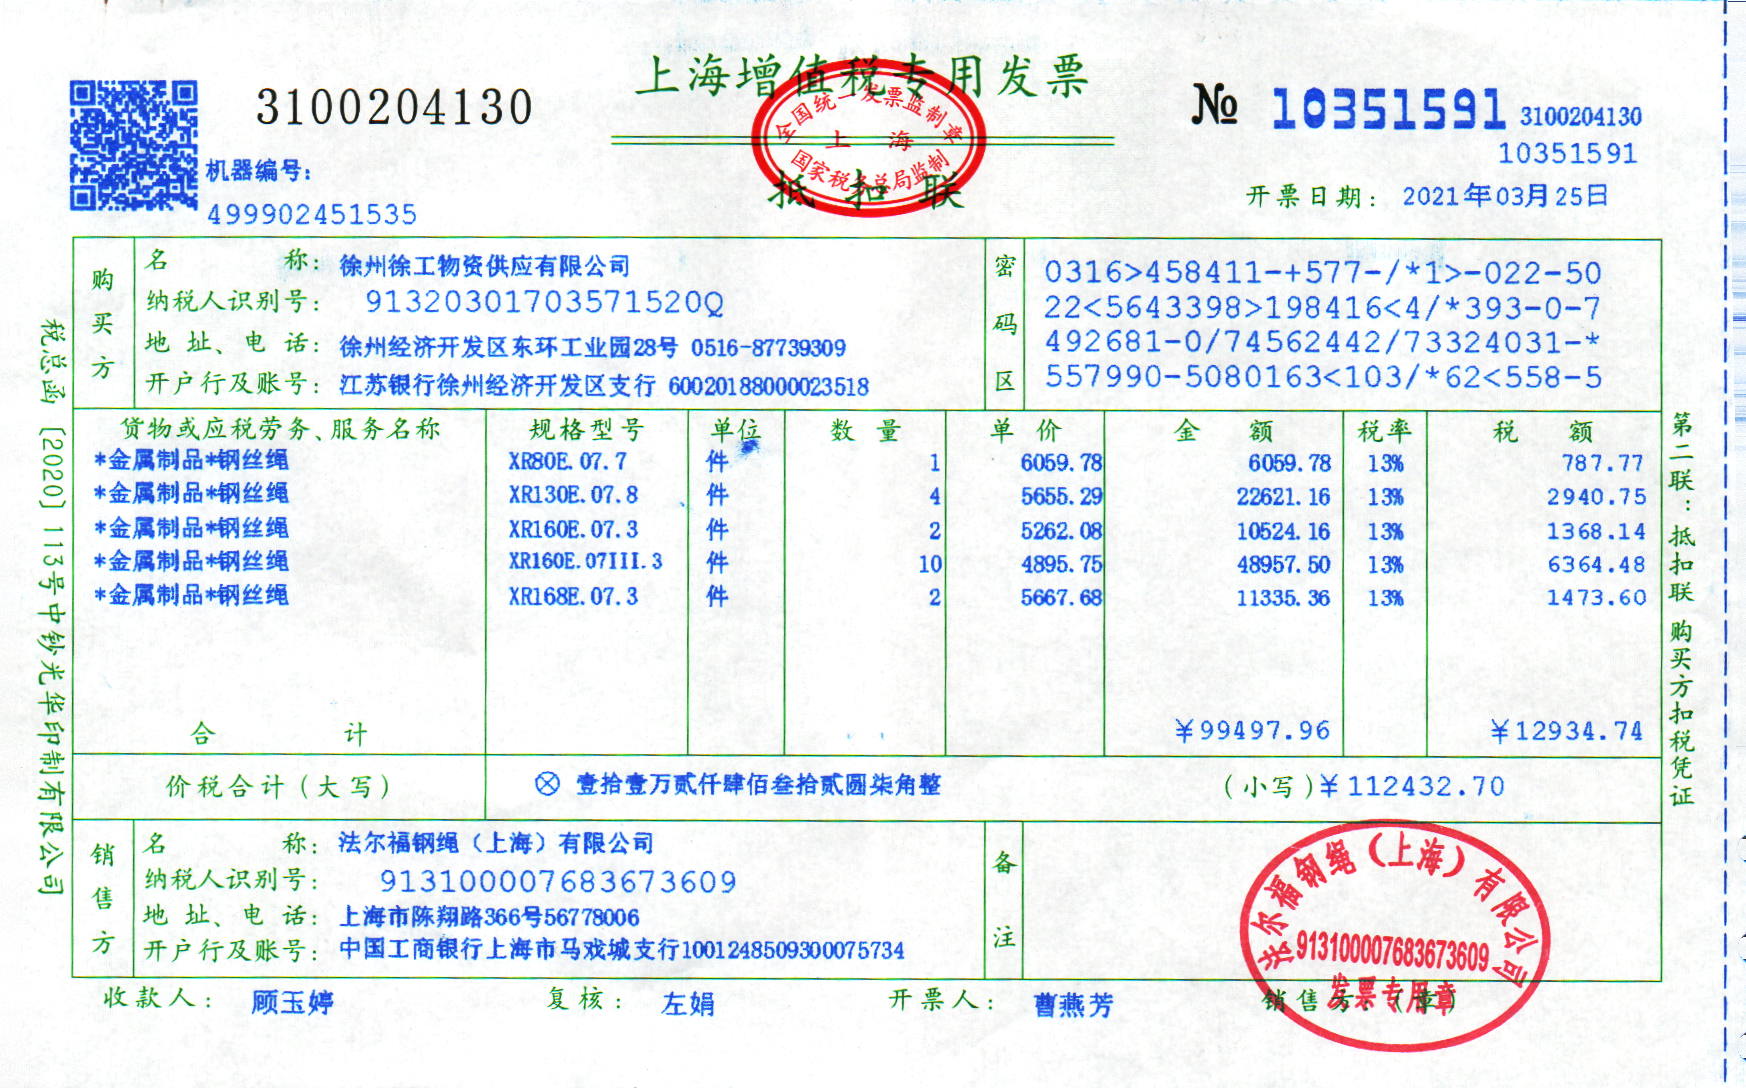 上海增值税专用发票
3100204130
№ 10351591 3100204130
10351591
全国统一发票监制章
上海
国家税务总局监制
抵扣联
机器编号:
499902451535
开票日期: 2021年03月25日
购买方
名称: 徐州徐工物资供应有限公司
纳税人识别号: 91320301703571520Q
地址、电话: 徐州经济开发区东环工业园28号 0516-87739309
开户行及账号: 江苏银行徐州经济开发区支行 60020188000023518
密码区
0316>458411-+577-/*1>-022-50
22<5643398>198416<4/*393-0-7
492681-0/74562442/73324031-*
557990-5080163<103/*62<558-5
货物或应税劳务、服务名称 规格型号 单位 数量 单价 金额 税率 税额
*金属制品*钢丝绳 XR80E.07.7 件 1 6059.78 6059.78 13% 787.77
*金属制品*钢丝绳 XR130E.07.8 件 4 5655.29 22621.16 13% 2940.75
*金属制品*钢丝绳 XR160E.07.3 件 2 5262.08 10524.16 13% 1368.14
*金属制品*钢丝绳 XR160E.07III.3 件 10 4895.75 48957.50 13% 6364.48
*金属制品*钢丝绳 XR168E.07.3 件 2 5667.68 11335.36 13% 1473.60
合计 ¥99497.96 ¥12934.74
价税合计(大写) ⊗ 壹拾壹万贰仟肆佰叁拾贰圆柒角整 (小写)¥112432.70
销售方
名称: 法尔福钢绳（上海）有限公司
纳税人识别号: 913100007683673609
地址、电话: 上海市陈翔路366号56778006
开户行及账号: 中国工商银行上海市马戏城支行1001248509300075734
备注
法尔福钢绳（上海）有限公司
913100007683673609
发票专用章
收款人: 顾玉婷 复核: 左娟 开票人: 曹燕芳 销售方:(章)
税总函〔2020〕113号中钞光华印制有限公司
第二联:抵扣联 购买方扣税凭证